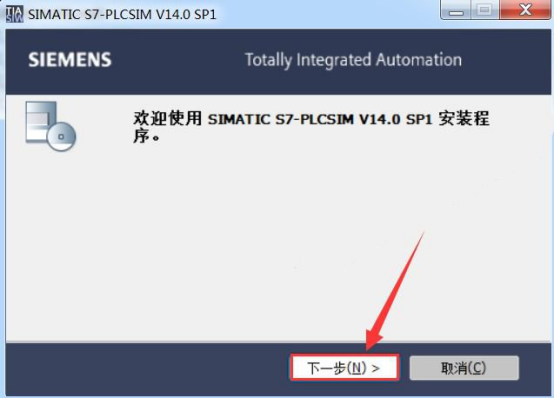 SIMATIC S7-PLCSIM V14.0 SP1
SIEMENS
Totally Integrated Automation
欢迎使用 SIMATIC S7-PLCSIM V14.0 SP1 安装程
序。
下一步(N) >
取消(C)